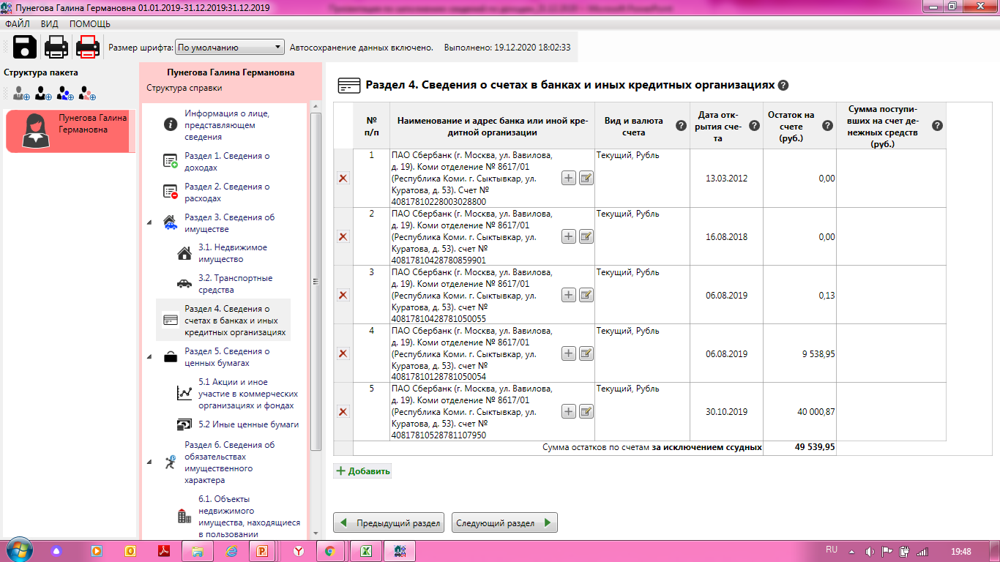 Пунегова Галина Германовна 01.01.2019-31.12.2019:31.12.2019
ФАЙЛ ВИД ПОМОЩЬ
Размер шрифта: По умолчанию Автосохранение данных включено. Выполнено: 19.12.2020 18:02:33
Структура пакета
Пунегова Галина
Германовна
Пунегова Галина Германовна
Структура справки
Информация о лице,
представляющем
сведения
Раздел 1. Сведения о
доходах
Раздел 2. Сведения о
расходах
Раздел 3. Сведения об
имуществе
3.1. Недвижимое
имущество
3.2. Транспортные
средства
Раздел 4. Сведения о
счетах в банках и иных
кредитных организациях
Раздел 5. Сведения о
ценных бумагах
5.1 Акции и иное
участие в коммерческих
организациях и фондах
5.2 Иные ценные бумаги
Раздел 6. Сведения об
обязательствах
имущественного
характера
6.1. Объекты
недвижимого
имущества, находящиеся
в пользовании
Раздел 4. Сведения о счетах в банках и иных кредитных организациях
№
п/п
Наименование и адрес банка или иной кре-
дитной организации
Вид и валюта
счета
Дата отк-
рытия сче-
та
Остаток на
счете
(руб.)
Сумма поступи-
вших на счет де-
нежных средств
(руб.)
1
ПАО Сбербанк (г. Москва, ул. Вавилова,
д. 19). Коми отделение № 8617/01
(Республика Коми. г. Сыктывкар, ул.
Куратова, д. 53). Счет №
40817810228003028800
Текущий, Рубль
13.03.2012
0,00
2
ПАО Сбербанк (г. Москва, ул. Вавилова,
д. 19). Коми отделение № 8617/01
(Республика Коми. г. Сыктывкар, ул.
Куратова, д. 53). счет №
40817810428780859901
Текущий, Рубль
16.08.2018
0,00
3
ПАО Сбербанк (г. Москва, ул. Вавилова,
д. 19). Коми отделение № 8617/01
(Республика Коми. г. Сыктывкар, ул.
Куратова, д. 53). счет №
40817810428781050055
Текущий, Рубль
06.08.2019
0,13
4
ПАО Сбербанк (г. Москва, ул. Вавилова,
д. 19). Коми отделение № 8617/01
(Республика Коми. г. Сыктывкар, ул.
Куратова, д. 53). счет №
40817810128781050054
Текущий, Рубль
06.08.2019
9 538,95
5
ПАО Сбербанк (г. Москва, ул. Вавилова,
д. 19). Коми отделение № 8617/01
(Республика Коми. г. Сыктывкар, ул.
Куратова, д. 53). счет №
40817810528781107950
Текущий, Рубль
30.10.2019
40 000,87
Сумма остатков по счетам за исключением ссудных 49 539,95
Добавить
Предыдущий раздел Следующий раздел
RU 19:48